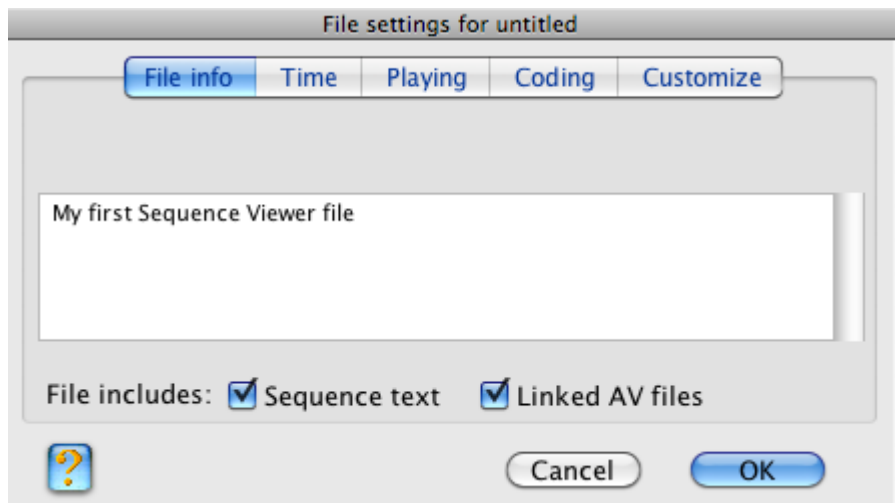 File settings for untitled
File info Time Playing Coding Customize
My first Sequence Viewer file
File includes: Sequence text Linked AV files
? Cancel OK